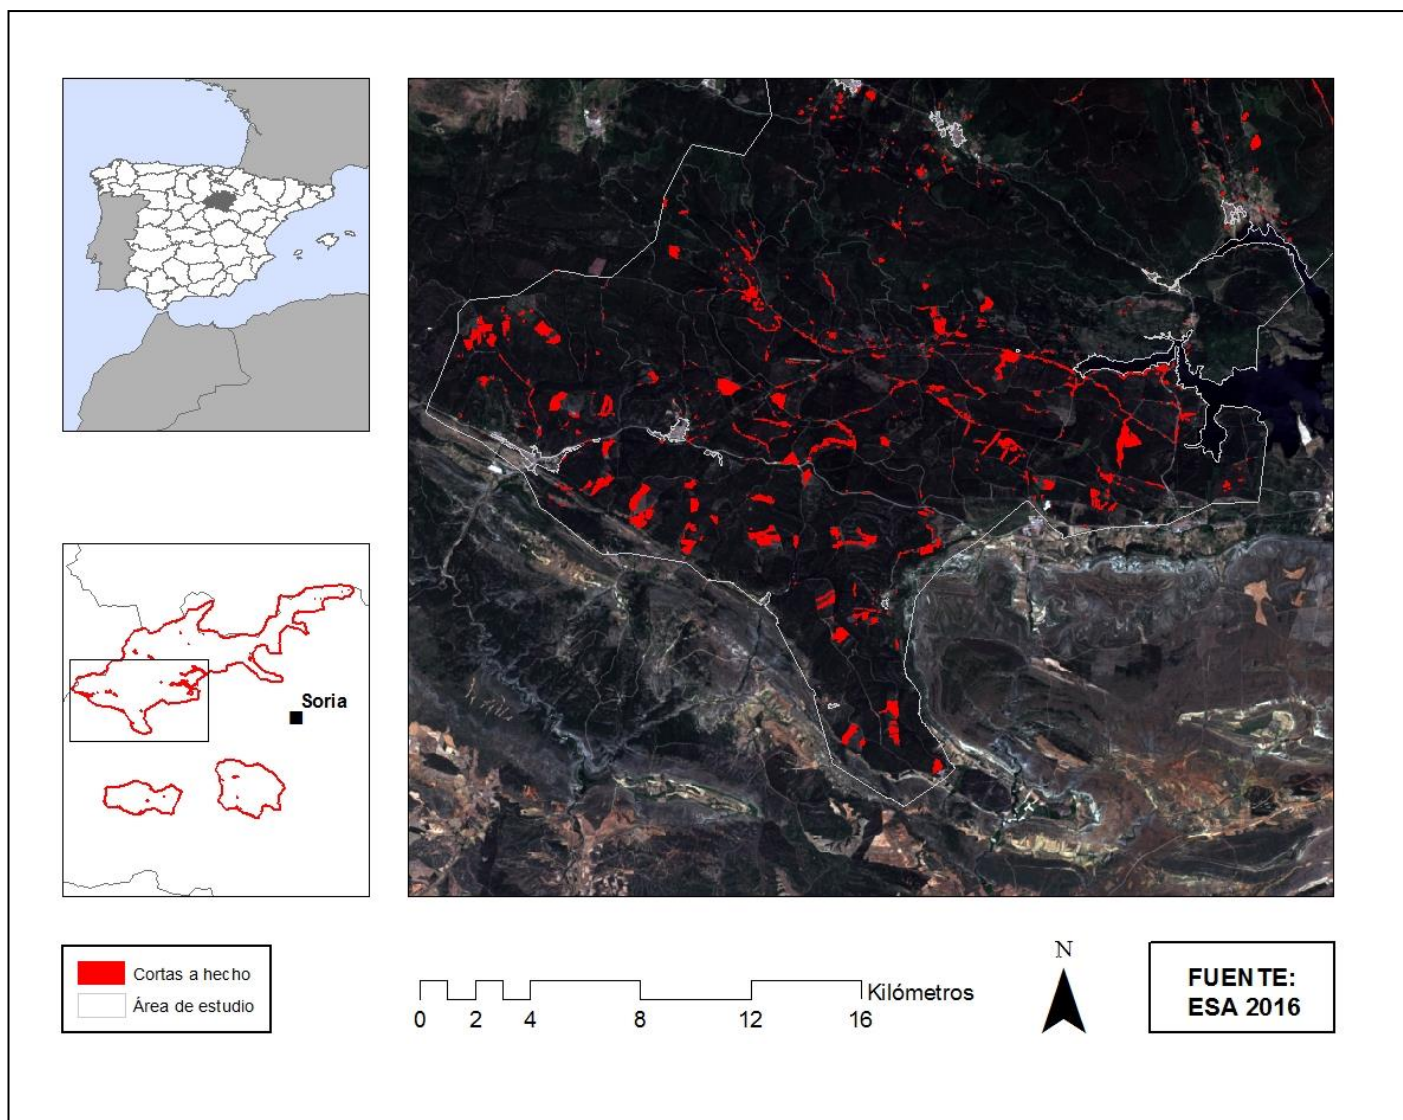 Soria
Cortas a hecho
Área de estudio
Kilómetros
0 2 4 8 12 16
N
FUENTE:
ESA 2016